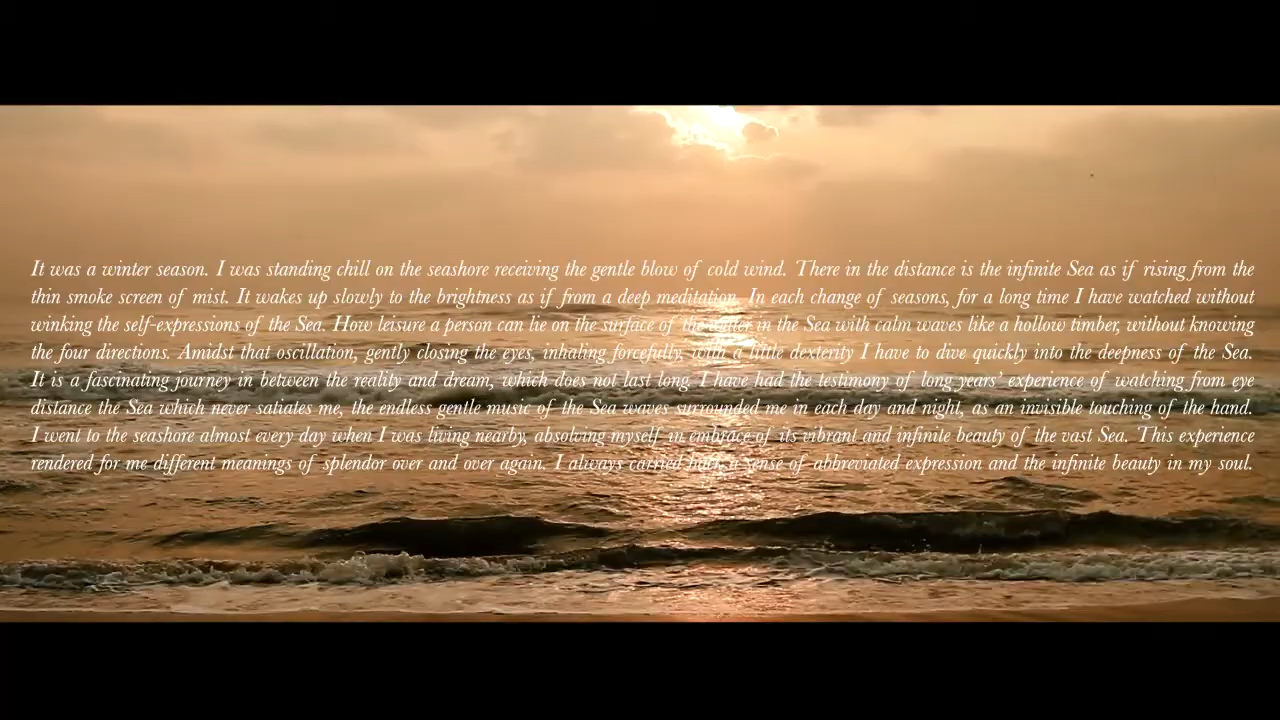 It was a winter season. I was standing chill on the seashore receiving the gentle blow of cold wind. There in the distance is the infinite Sea as if rising from the
thin smoke screen of mist. It wakes up slowly to the brightness as if from a deep meditation. In each change of seasons, for a long time I have watched without
winking the self-expressions of the Sea. How leisure a person can lie on the surface of the water in the Sea with calm waves like a hollow timber, without knowing
the four directions. Amidst that oscillation, gently closing the eyes, inhaling forcefully, with a little dexterity I have to dive quickly into the deepness of the Sea.
It is a fascinating journey in between the reality and dream, which does not last long. I have had the testimony of long years' experience of watching from eye
distance the Sea which never satiates me, the endless gentle music of the Sea waves surrounded me in each day and night, as an invisible touching of the hand.
I went to the seashore almost every day when I was living nearby, absolving myself in embrace of its vibrant and infinite beauty of the vast Sea. This experience
rendered for me different meanings of splendor over and over again. I always carried back a sense of abbreviated expression and the infinite beauty in my soul.